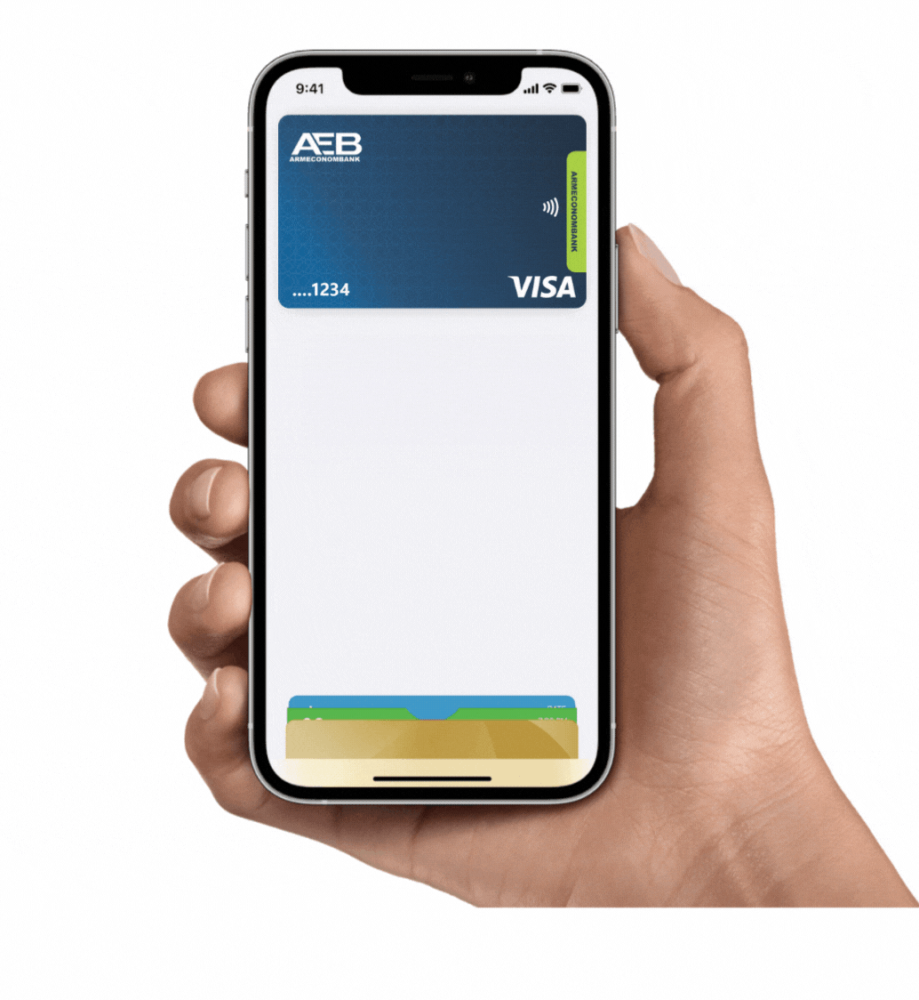 9:41
AEB
ARMECONOMBANK
ARMECONOMBANK
....1234
VISA